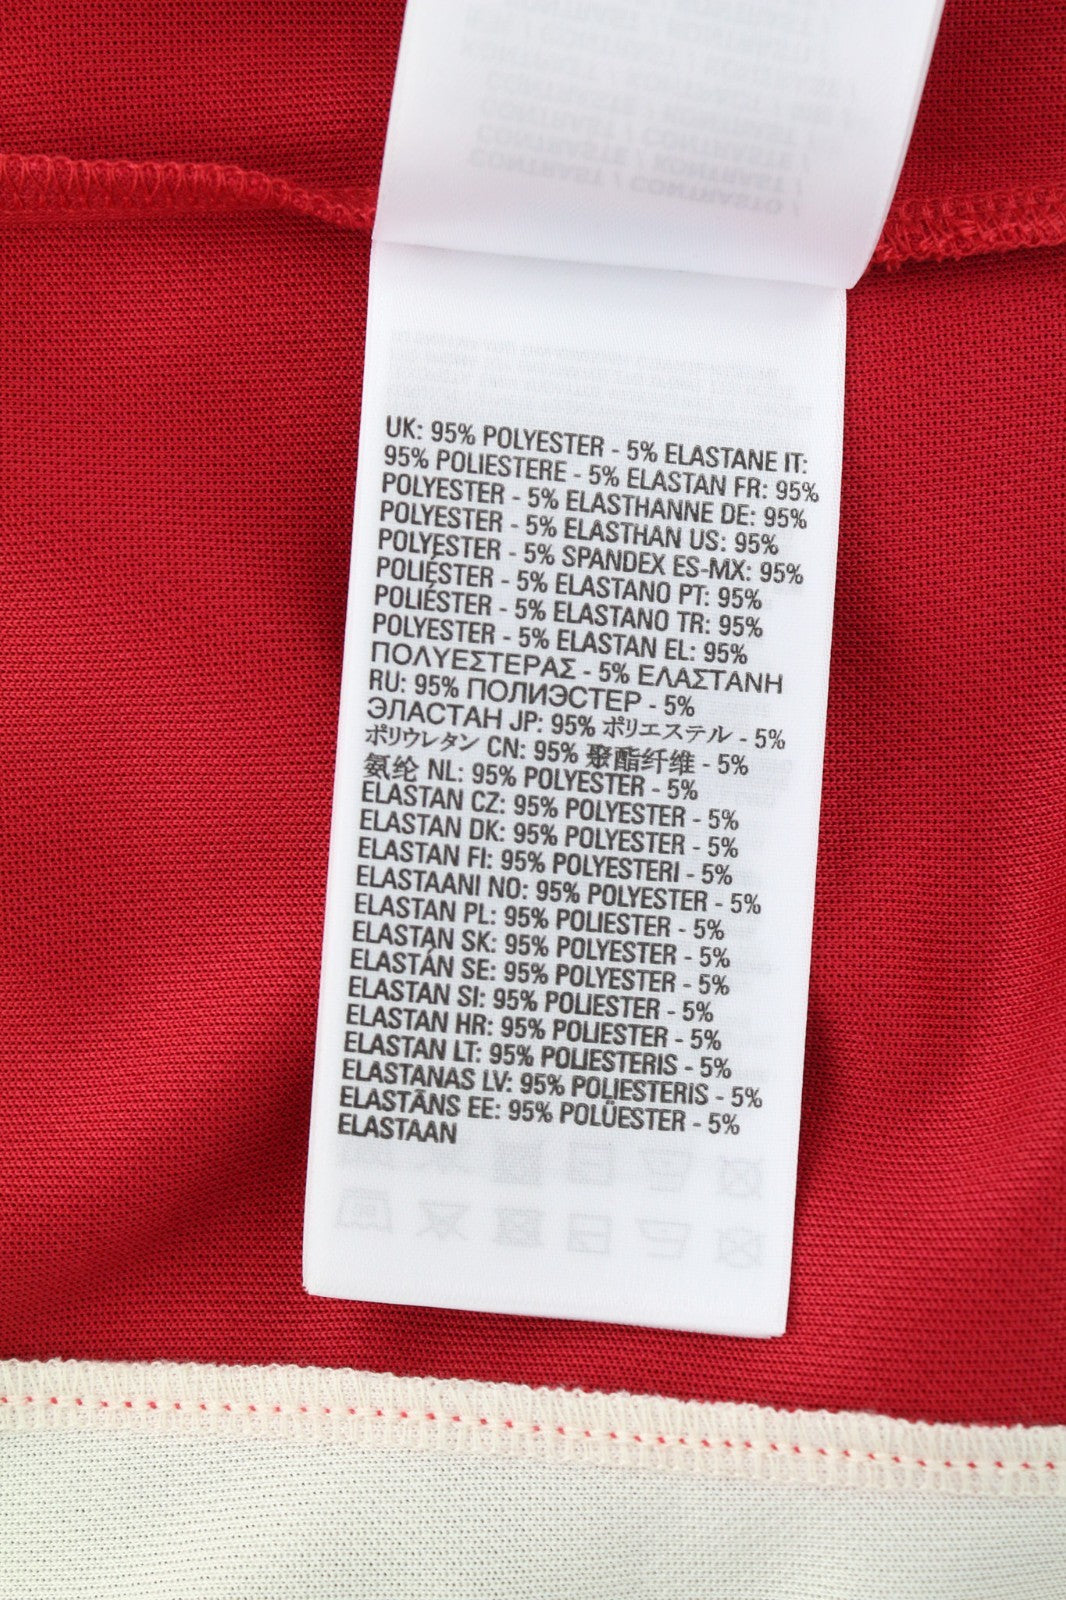 UK: 95% POLYESTER - 5% ELASTANE IT:
95% POLIESTERE - 5% ELASTAN FR: 95%
POLYESTER - 5% ELASTHANNE DE: 95%
POLYESTER - 5% ELASTHAN US: 95%
POLYESTER - 5% SPANDEX ES-MX: 95%
POLIÉSTER - 5% ELASTANO PT: 95%
POLIÉSTER - 5% ELASTANO TR: 95%
POLYESTER - 5% ELASTAN EL: 95%
ΠΟΛΥΕΣΤΕΡΑΣ - 5% ΕΛΑΣΤΑΝΗ
RU: 95% ПОЛИЭСТЕР - 5%
ЭЛАСТАН JP: 95% ポリエステル - 5%
ポリウレタン CN: 95% 聚酯纤维 - 5%
氨纶 NL: 95% POLYESTER - 5%
ELASTAN CZ: 95% POLYESTER - 5%
ELASTAN DK: 95% POLYESTER - 5%
ELASTAN FI: 95% POLYESTERI - 5%
ELASTAANI NO: 95% POLYESTER - 5%
ELASTAN PL: 95% POLIESTER - 5%
ELASTAN SK: 95% POLYESTER - 5%
ELASTÁN SE: 95% POLYESTER - 5%
ELASTAN SI: 95% POLIESTER - 5%
ELASTAN HR: 95% POLIESTER - 5%
ELASTAN LT: 95% POLIESTERIS - 5%
ELASTANAS LV: 95% POLIESTERIS - 5%
ELASTĀNS EE: 95% POLÜESTER - 5%
ELASTAAN